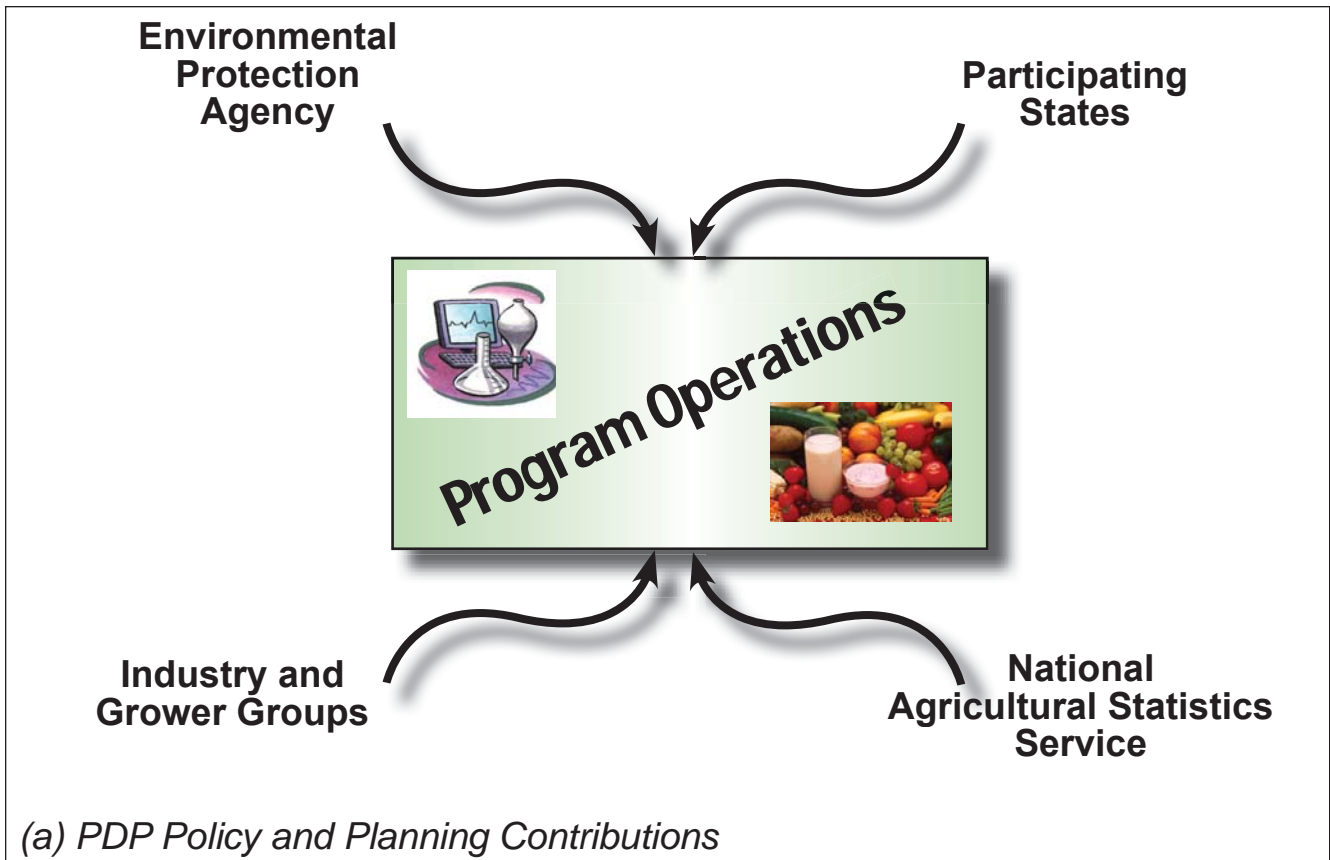 Environmental
Protection
Agency
Participating
States
Program Operations
Industry and
Grower Groups
National
Agricultural Statistics
Service
(a) PDP Policy and Planning Contributions